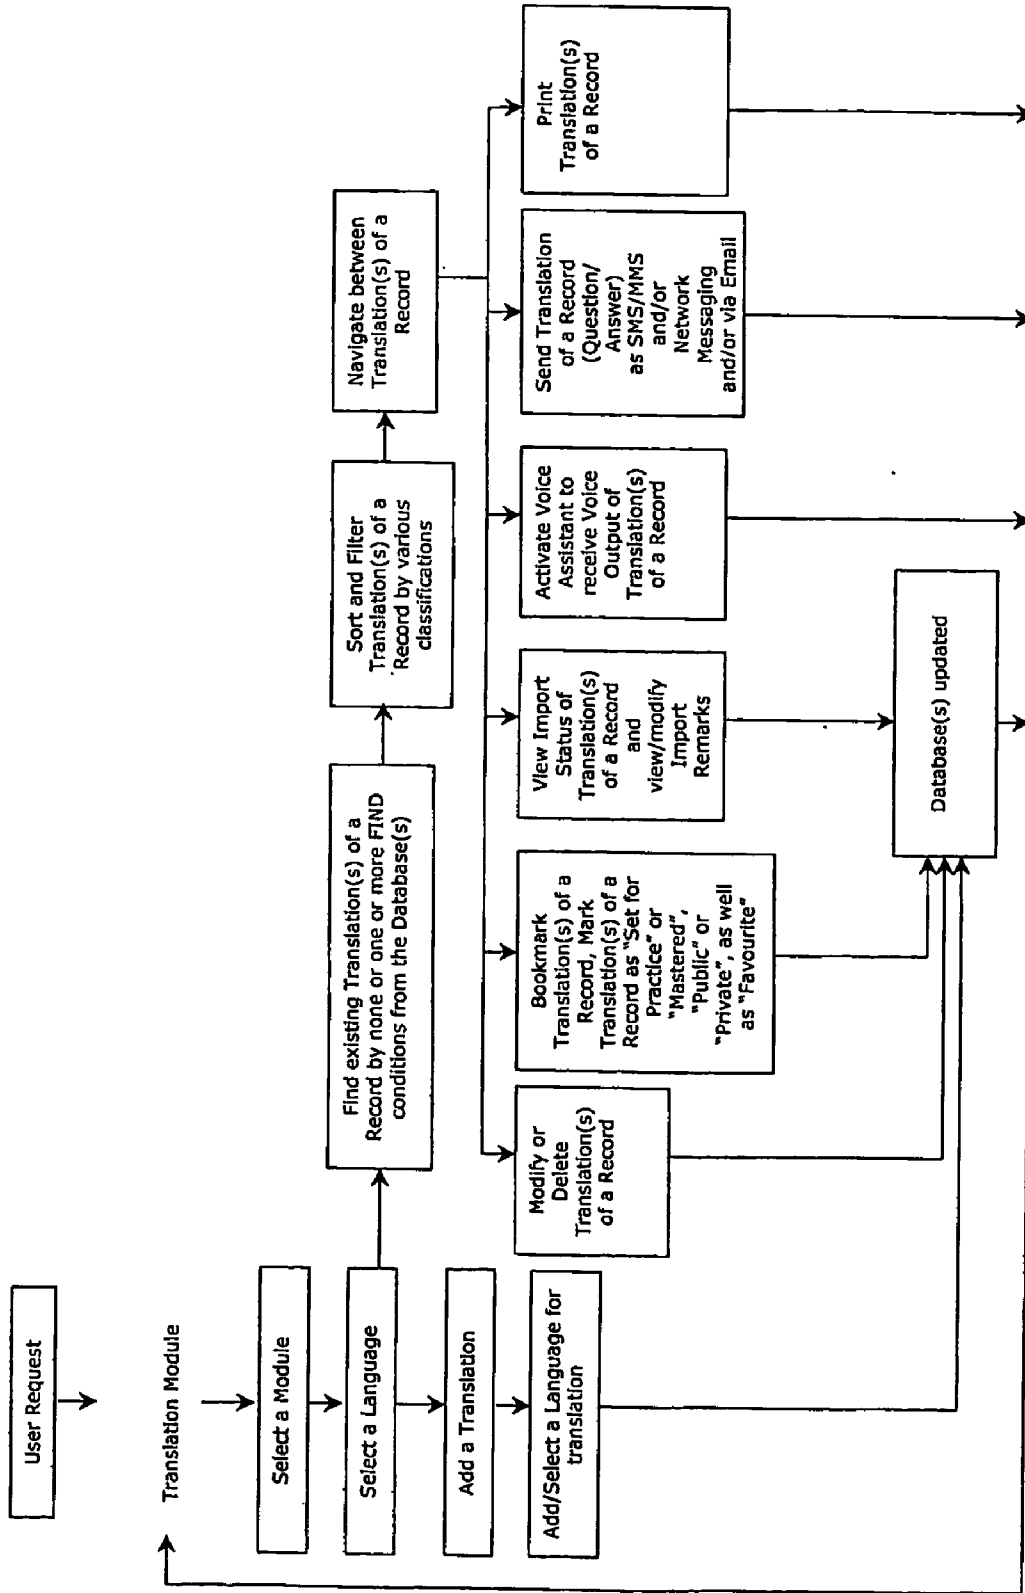 User Request
Translation Module
Select a Module
Select a Language
Add a Translation
Add/Select a Language for
translation
Find existing Translation(s) of a
Record by none or one or more FIND
conditions from the Database(s)
Sort and Filter
Translation(s) of a
Record by various
classifications
Navigate between
Translation(s) of a
Record
Modify or
Delete
Translation(s)
of a Record
Bookmark
Translation(s) of a
Record, Mark
Translation(s) of a
Record as "Set for
Practice" or
"Mastered",
"Public" or
"Private", as well
as "Favourite"
View Import
Status of
Translation(s)
of a Record
and
view/modify
Import
Remarks
Activate Voice
Assistant to
receive Voice
Output of
Translation(s)
of a Record
Send Translation
of a Record
(Question/
Answer)
as SMS/MMS
and/or
Network
Messaging
and/or via Email
Print
Translation(s)
of a Record
Database(s) updated